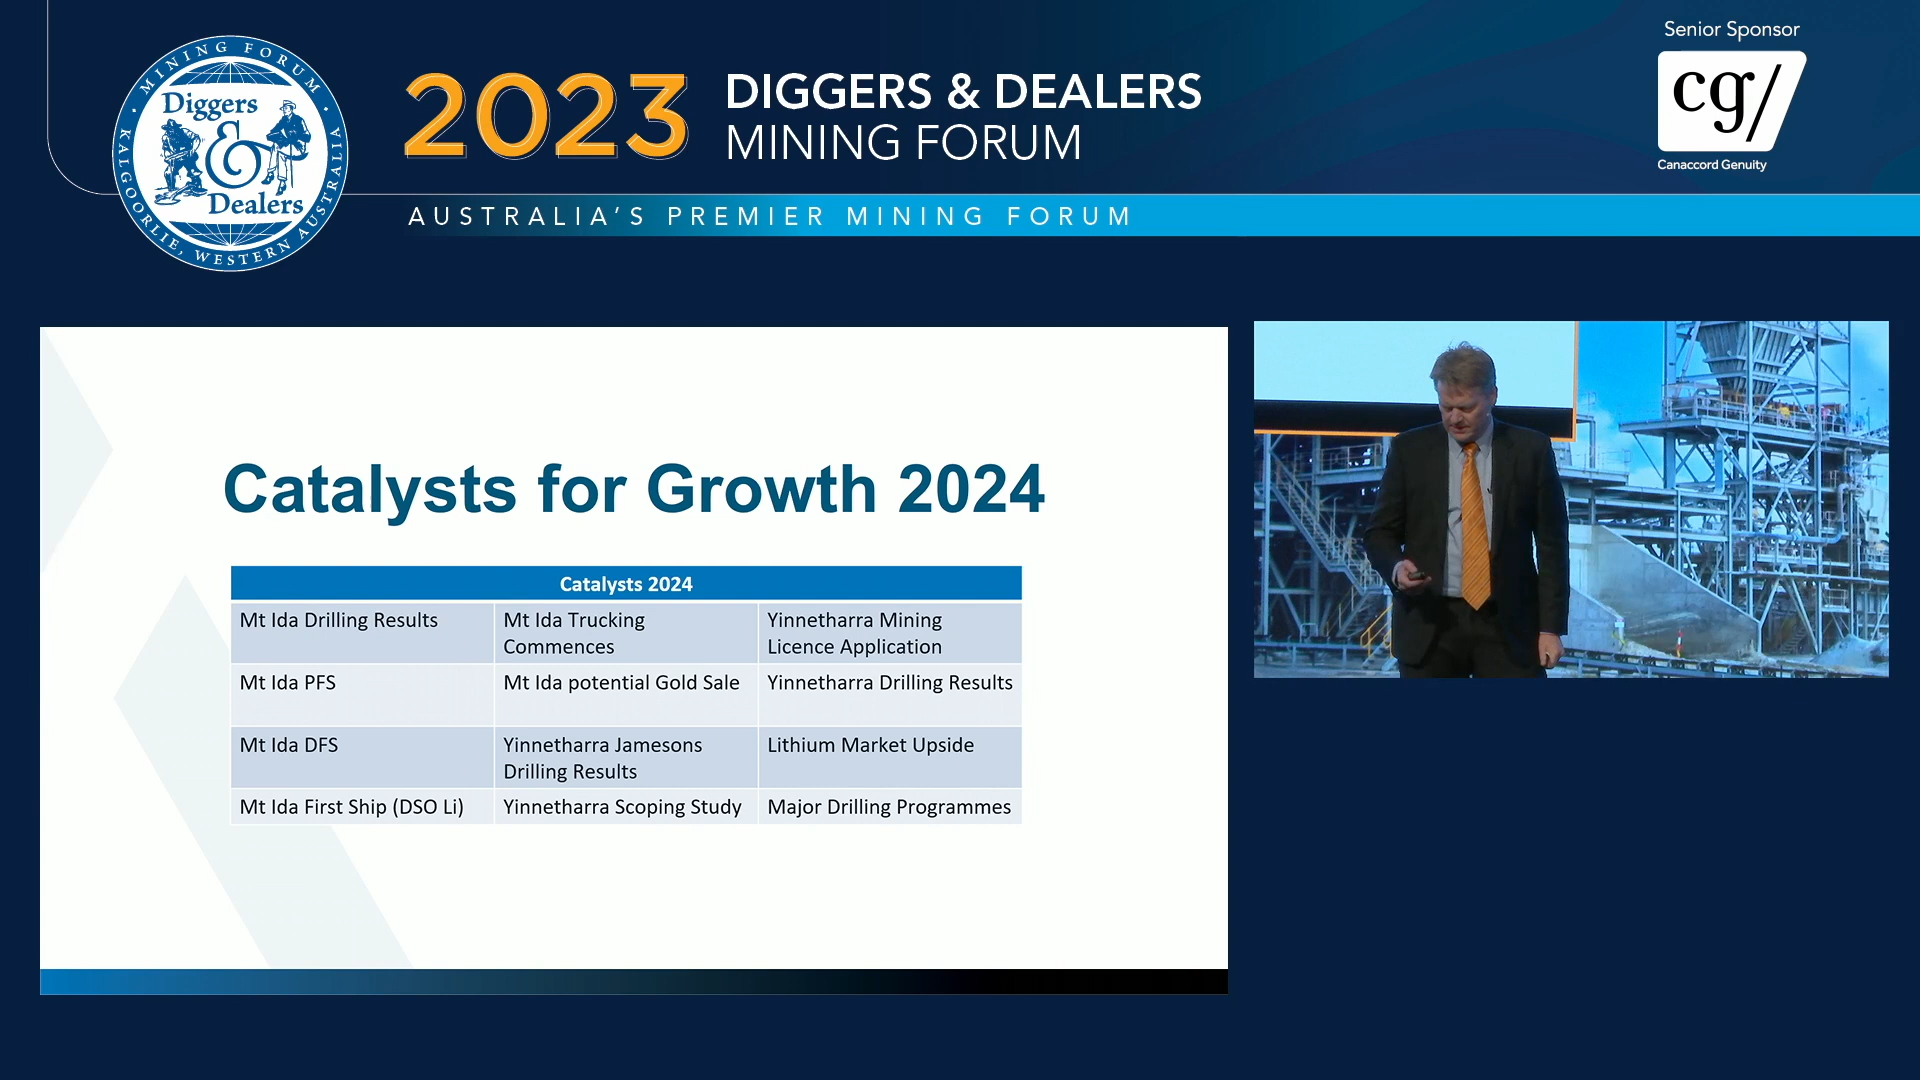 MINING FORUM
Diggers
&
Dealers
KALGOORLIE, WESTERN AUSTRALIA
2023
DIGGERS & DEALERS
MINING FORUM
AUSTRALIA'S PREMIER MINING FORUM
Senior Sponsor
cg/
Canaccord Genuity
Catalysts for Growth 2024
Catalysts 2024
Mt Ida Drilling Results
Mt Ida Trucking
Commences
Yinnetharra Mining
Licence Application
Mt Ida PFS
Mt Ida potential Gold Sale
Yinnetharra Drilling Results
Mt Ida DFS
Yinnetharra Jamesons
Drilling Results
Lithium Market Upside
Mt Ida First Ship (DSO Li)
Yinnetharra Scoping Study
Major Drilling Programmes